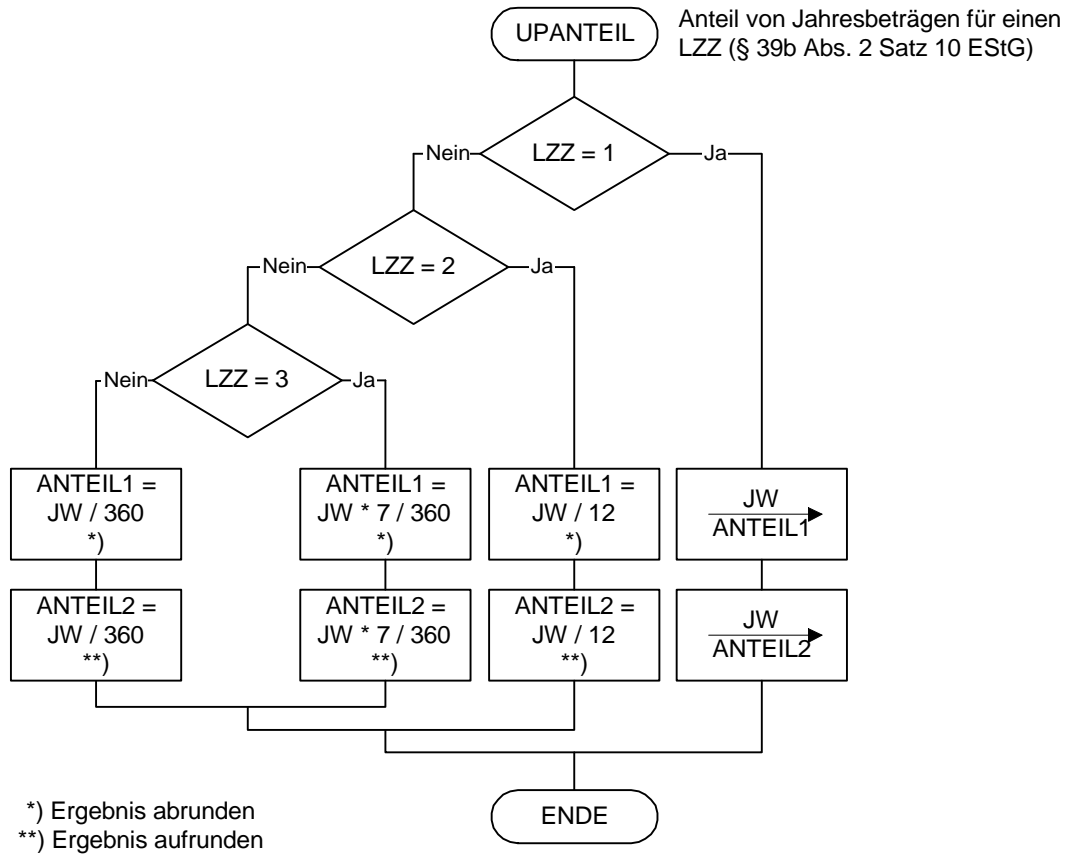 UPANTEIL
Anteil von Jahresbeträgen für einen
LZZ (§ 39b Abs. 2 Satz 10 EStG)
Nein
LZZ = 1
Ja
Nein
LZZ = 2
Ja
Nein
LZZ = 3
Ja
ANTEIL1 =
JW / 360
*)
ANTEIL1 =
JW * 7 / 360
*)
ANTEIL1 =
JW / 12
*)
JW
ANTEIL1
ANTEIL2 =
JW / 360
**)
ANTEIL2 =
JW * 7 / 360
**)
ANTEIL2 =
JW / 12
**)
JW
ANTEIL2
ENDE
*) Ergebnis abrunden
**) Ergebnis aufrunden